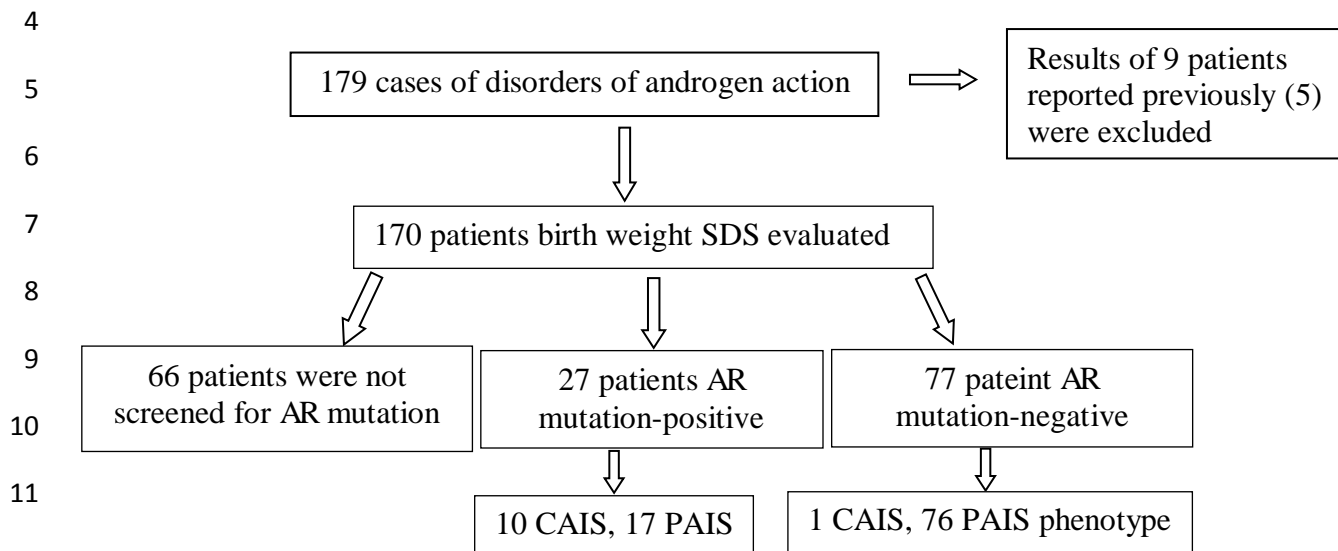 4
179 cases of disorders of androgen action
Results of 9 patients
reported previously (5)
were excluded
5
6
170 patients birth weight SDS evaluated
7
8
66 patients were not
screened for AR mutation
27 patients AR
mutation-positive
77 pateint AR
mutation-negative
9
10
11
10 CAIS, 17 PAIS
1 CAIS, 76 PAIS phenotype